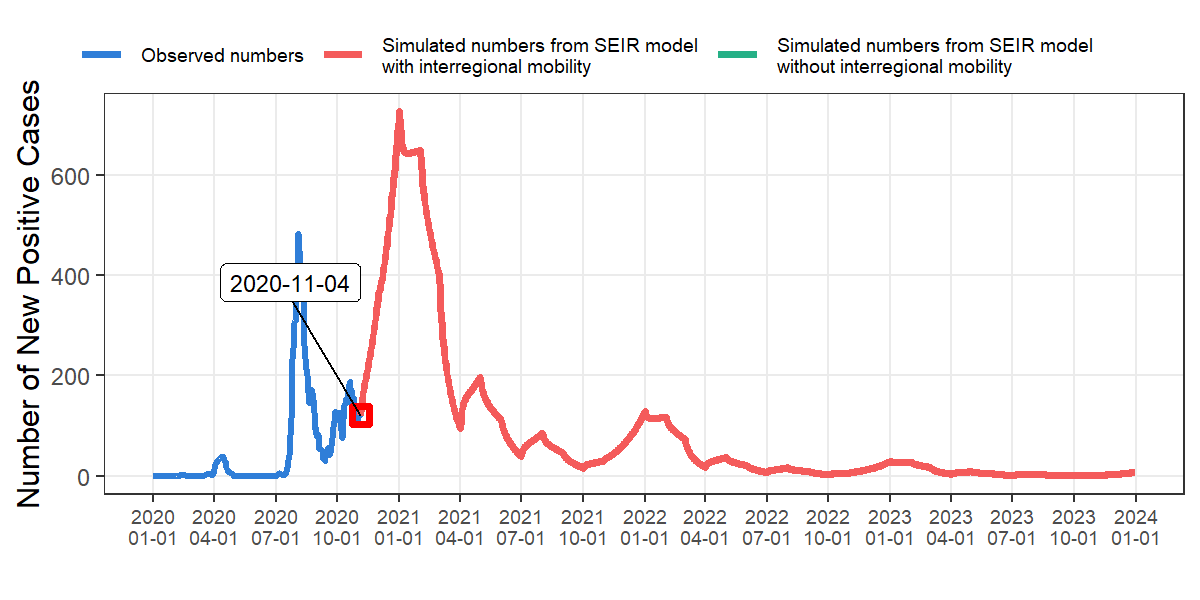 Observed numbers
Simulated numbers from SEIR model
with interregional mobility
Simulated numbers from SEIR model
without interregional mobility
Number of New Positive Cases
600
400
200
0
2020-11-04
2020 2020 2020 2020 2021 2021 2021 2021 2022 2022 2022 2022 2023 2023 2023 2023 2024
01-01 04-01 07-01 10-01 01-01 04-01 07-01 10-01 01-01 04-01 07-01 10-01 01-01 04-01 07-01 10-01 01-01